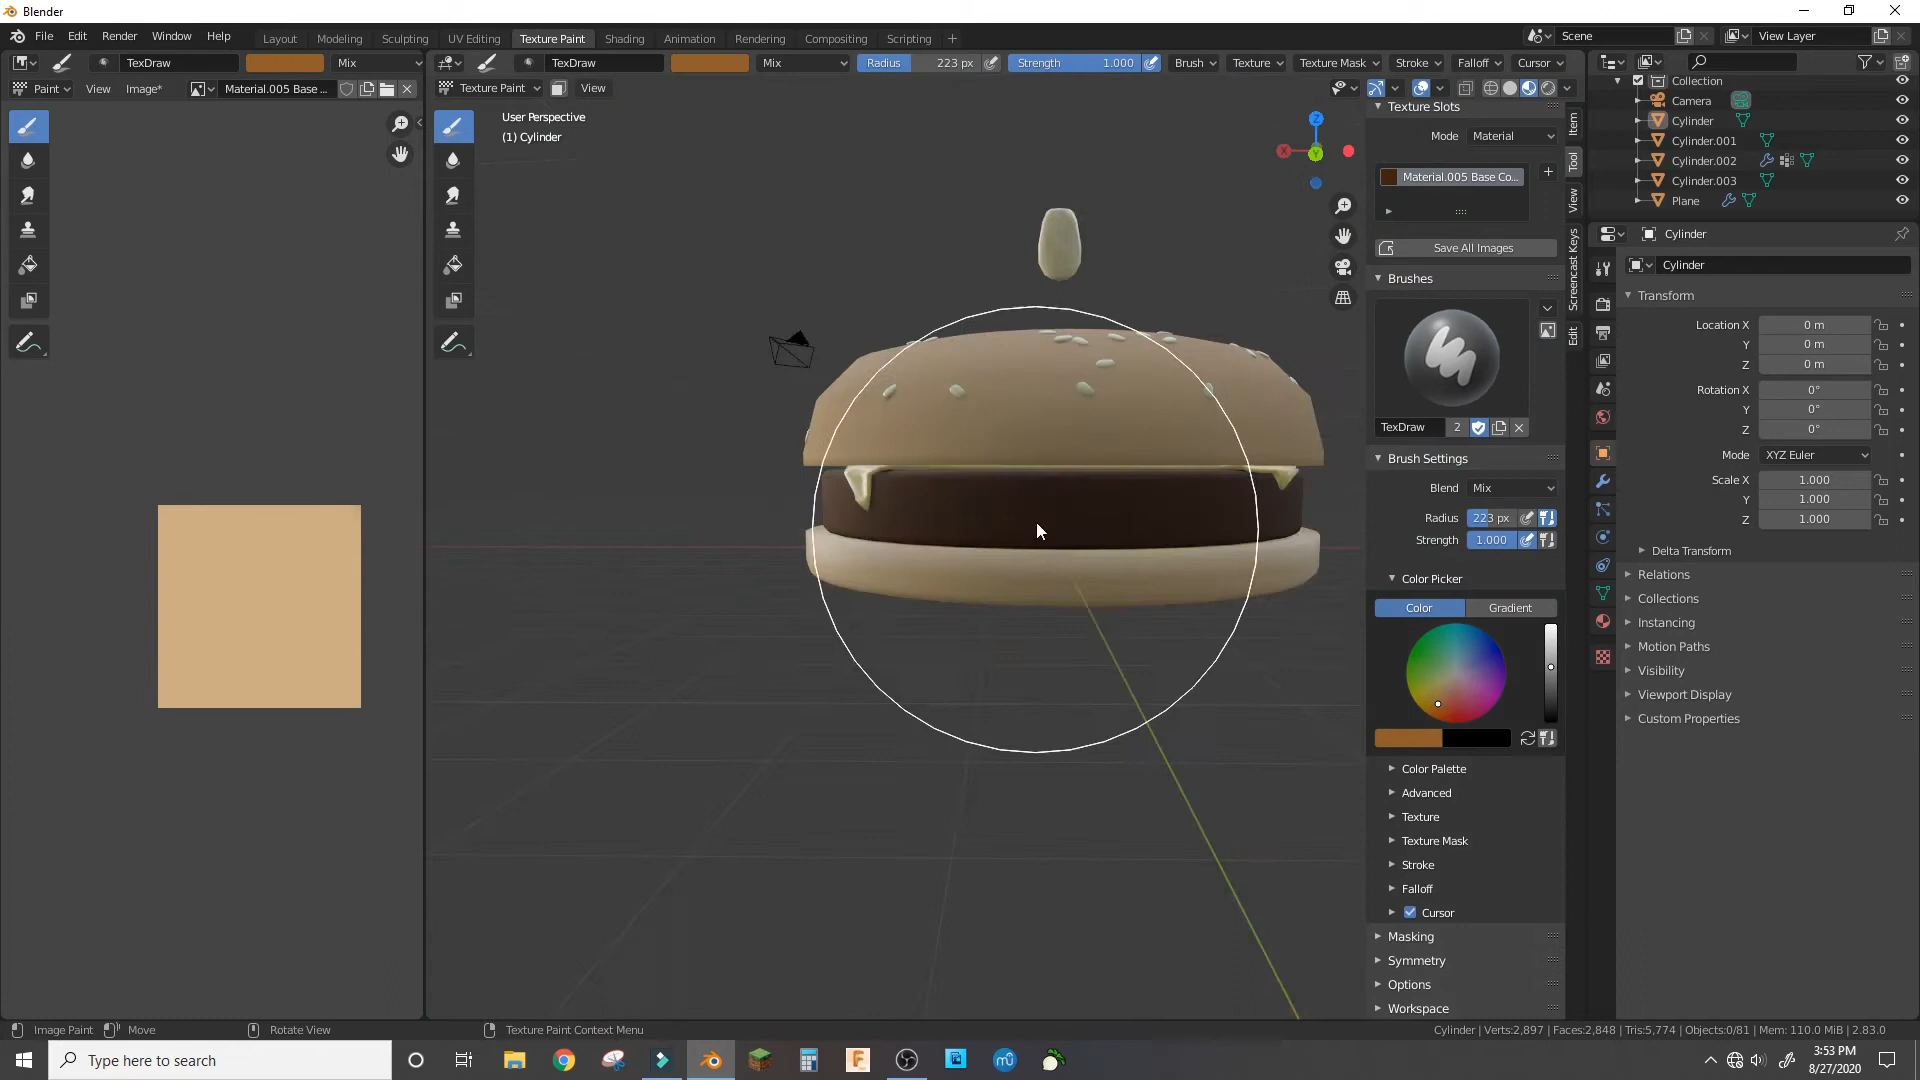 Blender
File Edit Render Window Help Layout Modeling Sculpting UV Editing Texture Paint Shading Animation Rendering Compositing Scripting + Scene View Layer
TexDraw Mix TexDraw Mix Radius 223 px Strength 1.000 Brush Texture Texture Mask Stroke Falloff Cursor
Paint View Image* Material.005 Base ... Texture Paint View
User Perspective
(1) Cylinder
Z
X
Y
Texture Slots
Mode Material
Material.005 Base Co...
Save All Images
Brushes
TexDraw 2
Brush Settings
Blend Mix
Radius 223 px
Strength 1.000
Color Picker
Color Gradient
Color Palette
Advanced
Texture
Texture Mask
Stroke
Falloff
Cursor
Masking
Symmetry
Options
Workspace
Item
Tool
View
Screencast Keys
Edit
Collection
Camera
Cylinder
Cylinder.001
Cylinder.002
Cylinder.003
Plane
Cylinder
Cylinder
Transform
Location X 0 m
Y 0 m
Z 0 m
Rotation X 0°
Y 0°
Z 0°
Mode XYZ Euler
Scale X 1.000
Y 1.000
Z 1.000
Delta Transform
Relations
Collections
Instancing
Motion Paths
Visibility
Viewport Display
Custom Properties
Image Paint Move Rotate View Texture Paint Context Menu Cylinder | Verts:2,897 | Faces:2,848 | Tris:5,774 | Objects:0/81 | Mem: 110.0 MiB | 2.83.0
Type here to search
3:53 PM
8/27/2020